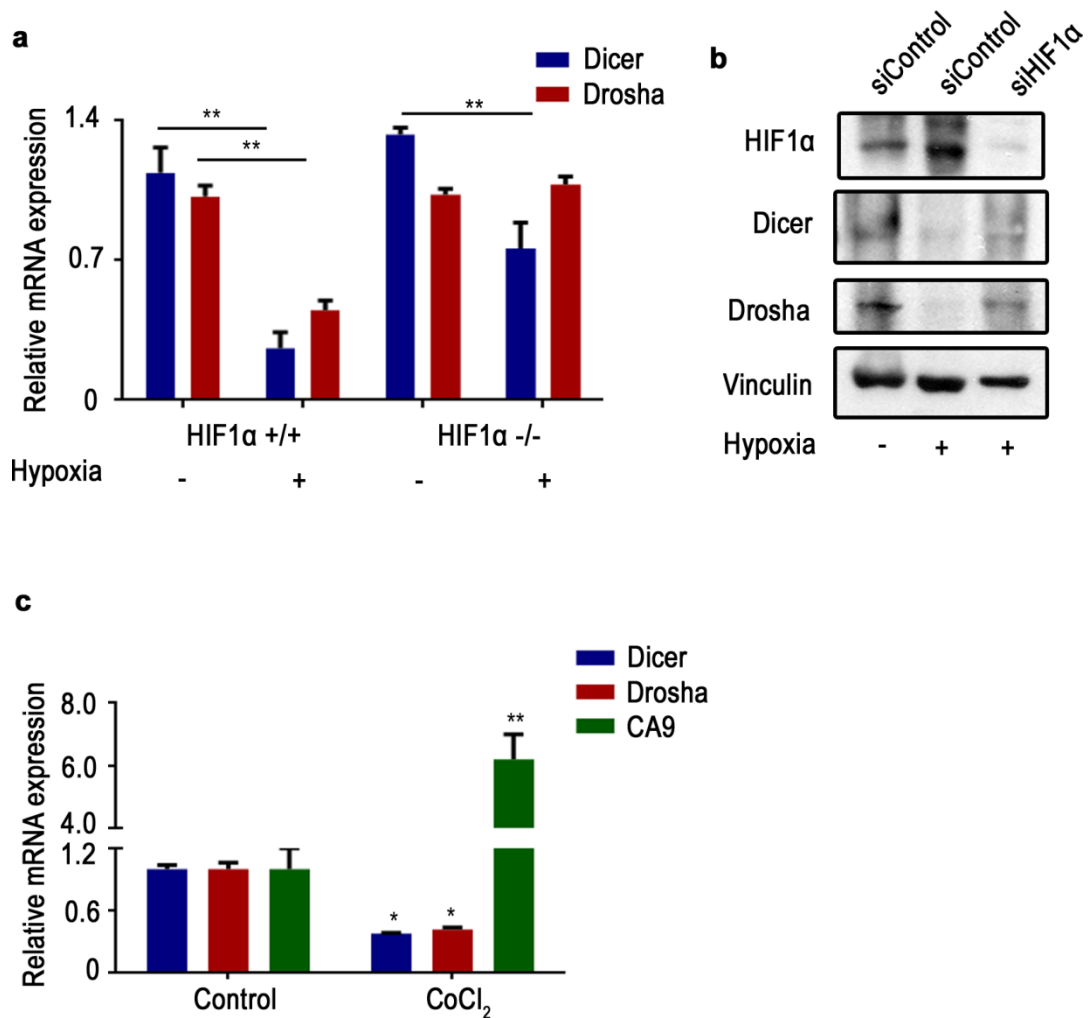 a
Dicer
Drosha
**
**
**
1.4
0.7
0
Relative mRNA expression
HIF1α +/+
HIF1α -/-
Hypoxia
-
+
-
+
b
siControl
siControl
siHIF1α
HIF1α
Dicer
Drosha
Vinculin
Hypoxia
-
+
+
c
Dicer
Drosha
CA9
8.0
6.0
4.0
1.2
0.6
0
Relative mRNA expression
*
*
**
Control
CoCl₂